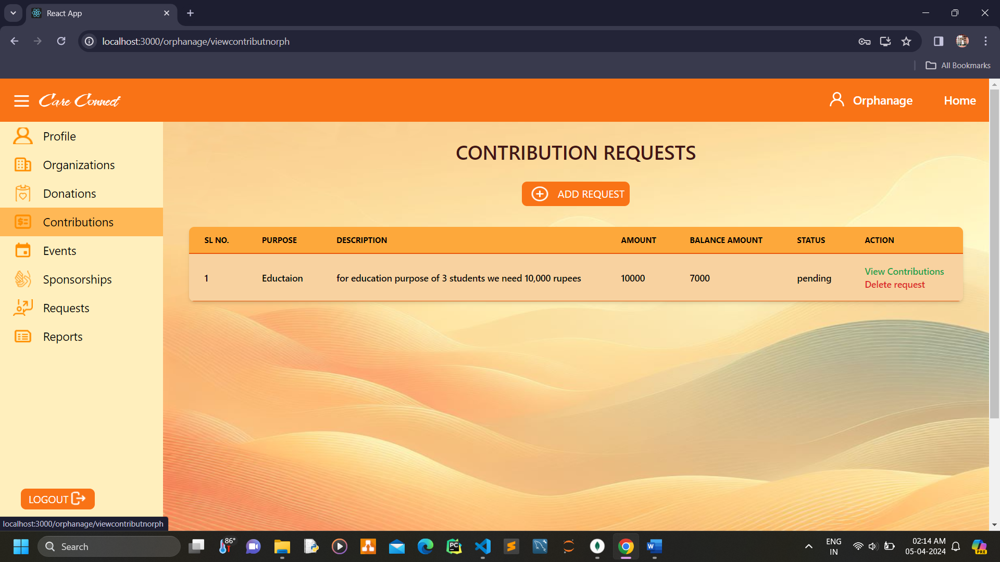 React App
localhost:3000/orphanage/viewcontributnorph
All Bookmarks
Care Connect
Orphanage
Home
Profile
Organizations
Donations
Contributions
Events
Sponsorships
Requests
Reports
LOGOUT
CONTRIBUTION REQUESTS
ADD REQUEST
SL NO. PURPOSE DESCRIPTION AMOUNT BALANCE AMOUNT STATUS ACTION
1 Eductaion for education purpose of 3 students we need 10,000 rupees 10000 7000 pending View Contributions
Delete request
localhost:3000/orphanage/viewcontributnorph
Search
86°
PC
W
ENG
IN
02:14 AM
05-04-2024
PRE